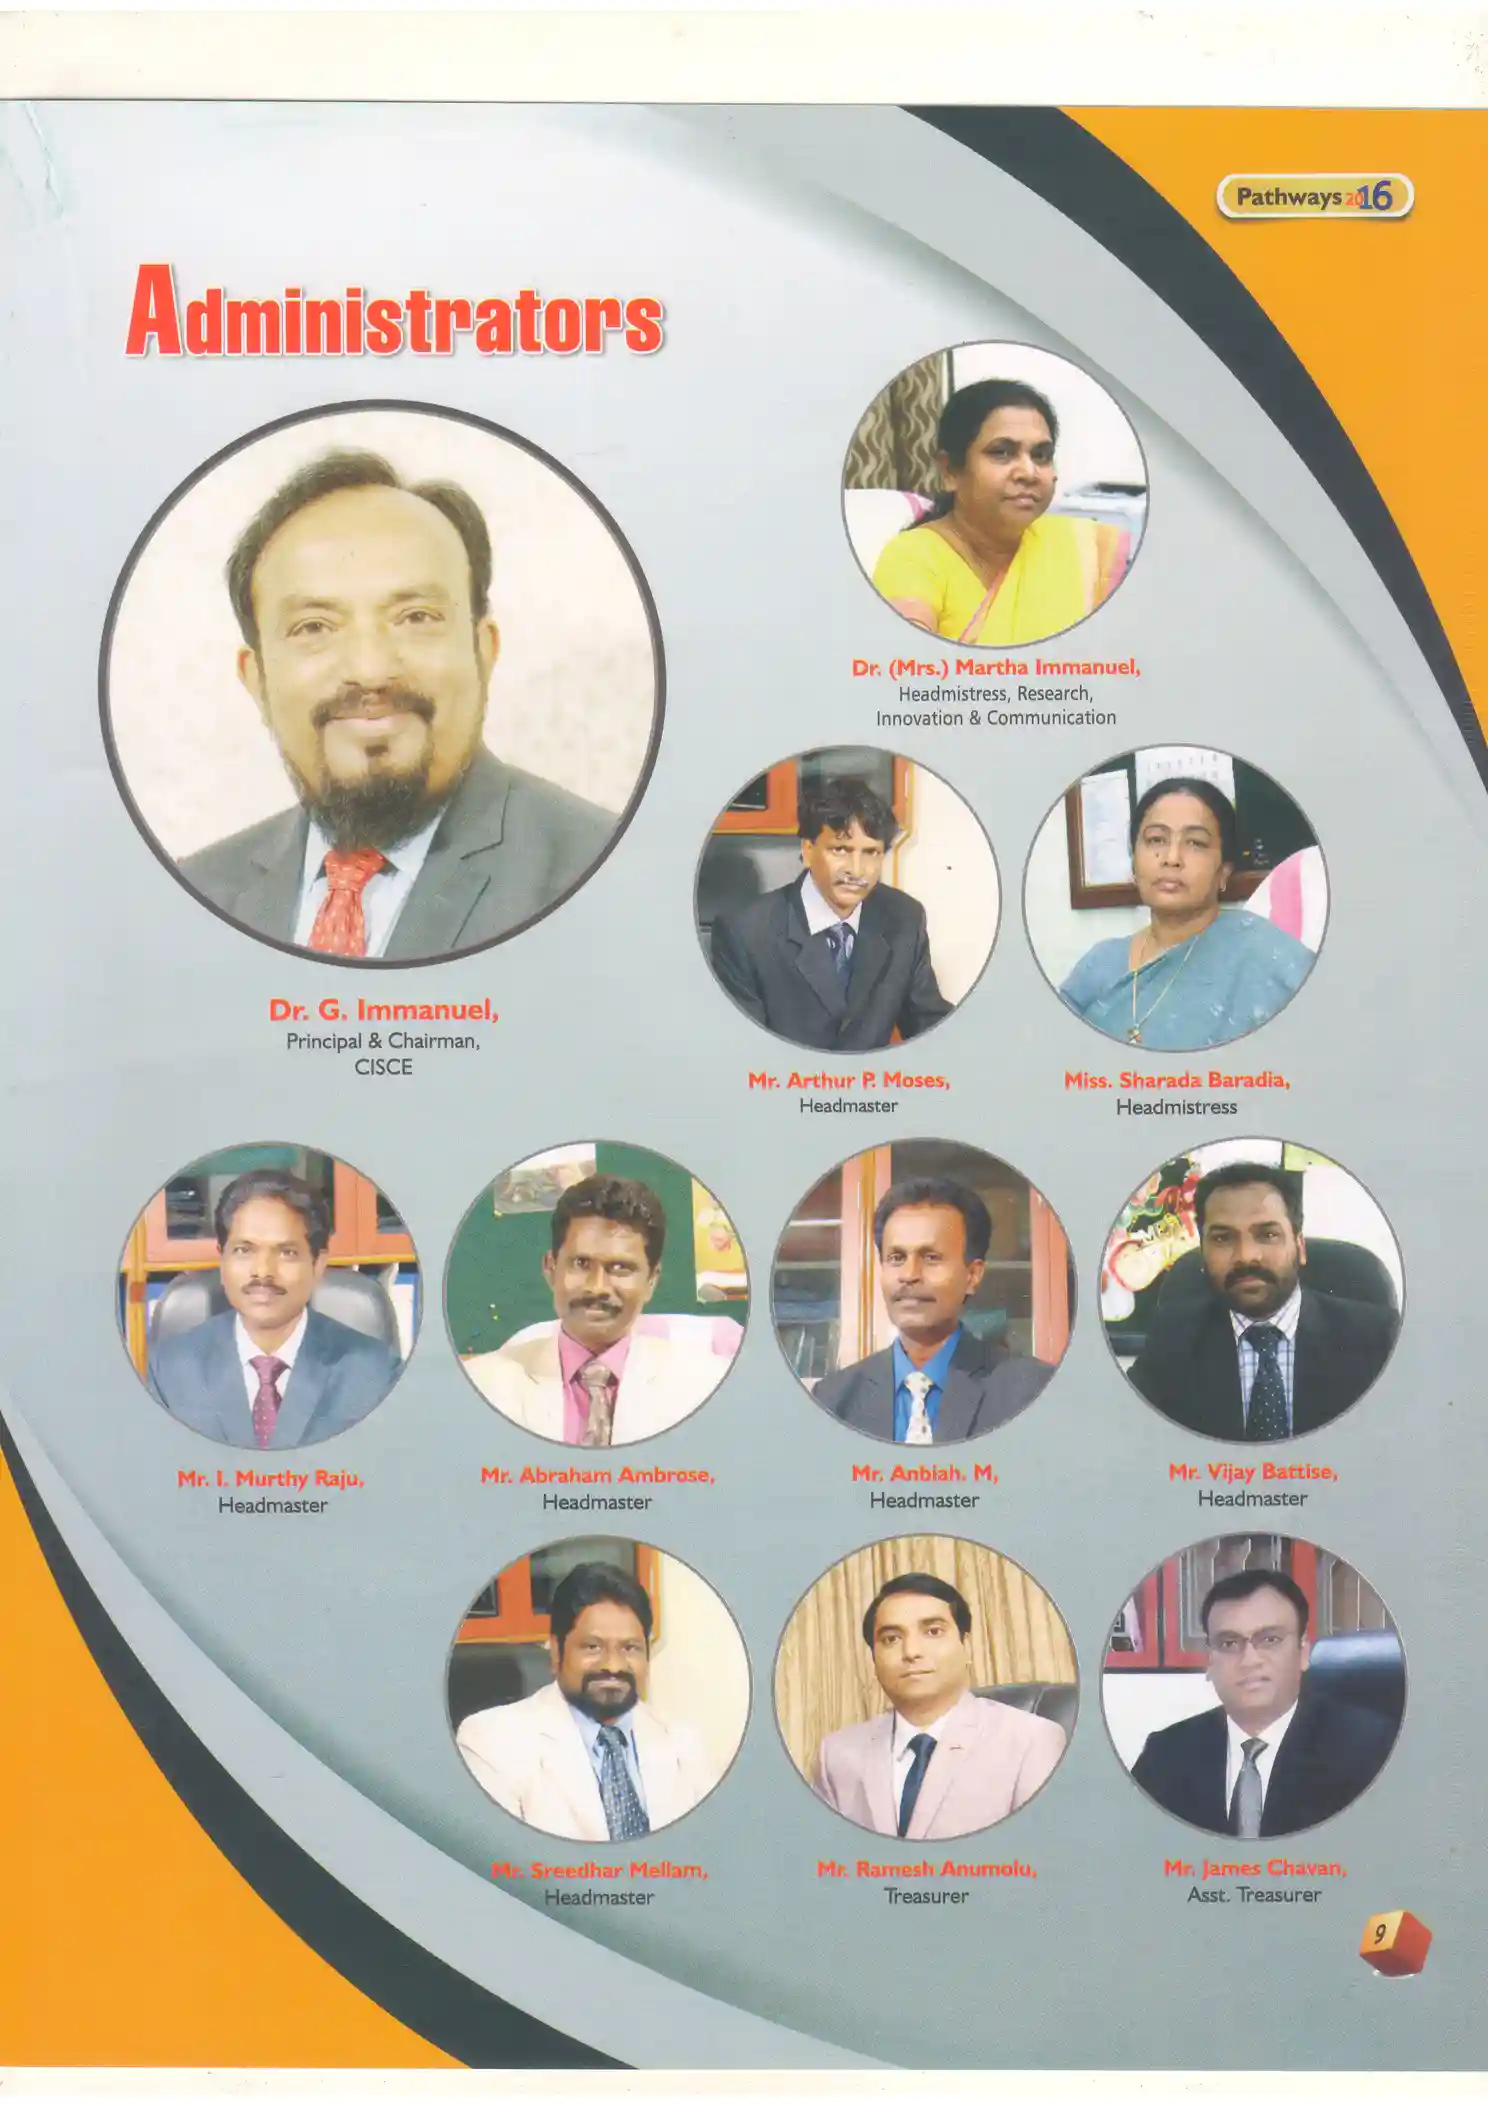 Pathways 2016
Administrators
Dr. (Mrs.) Martha Immanuel,
Headmistress, Research,
Innovation & Communication
Dr. G. Immanuel,
Principal & Chairman,
CISCE
Mr. Arthur P. Moses,
Headmaster
Miss. Sharada Baradia,
Headmistress
Mr. I. Murthy Raju,
Headmaster
Mr. Abraham Ambrose,
Headmaster
Mr. Anbiah. M,
Headmaster
Mr. Vijay Battise,
Headmaster
Mr. Sreedhar Mellam,
Headmaster
Mr. Ramesh Anumolu,
Treasurer
Mr. James Chavan,
Asst. Treasurer
9